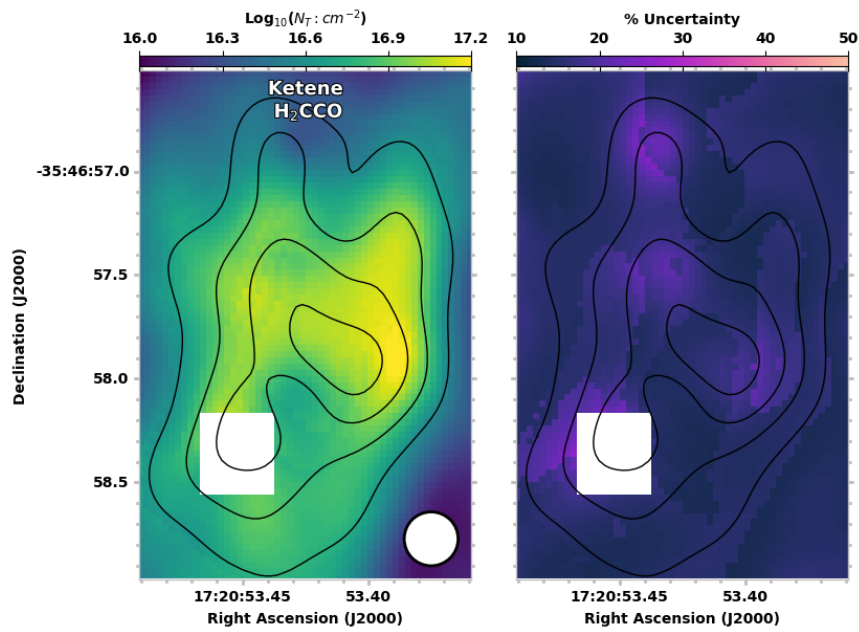 Log₁₀(N_T : cm⁻²)
16.0 16.3 16.6 16.9 17.2
Ketene
H₂CCO
% Uncertainty
10 20 30 40 50
Declination (J2000)
-35:46:57.0
57.5
58.0
58.5
17:20:53.45 53.40
Right Ascension (J2000)
17:20:53.45 53.40
Right Ascension (J2000)